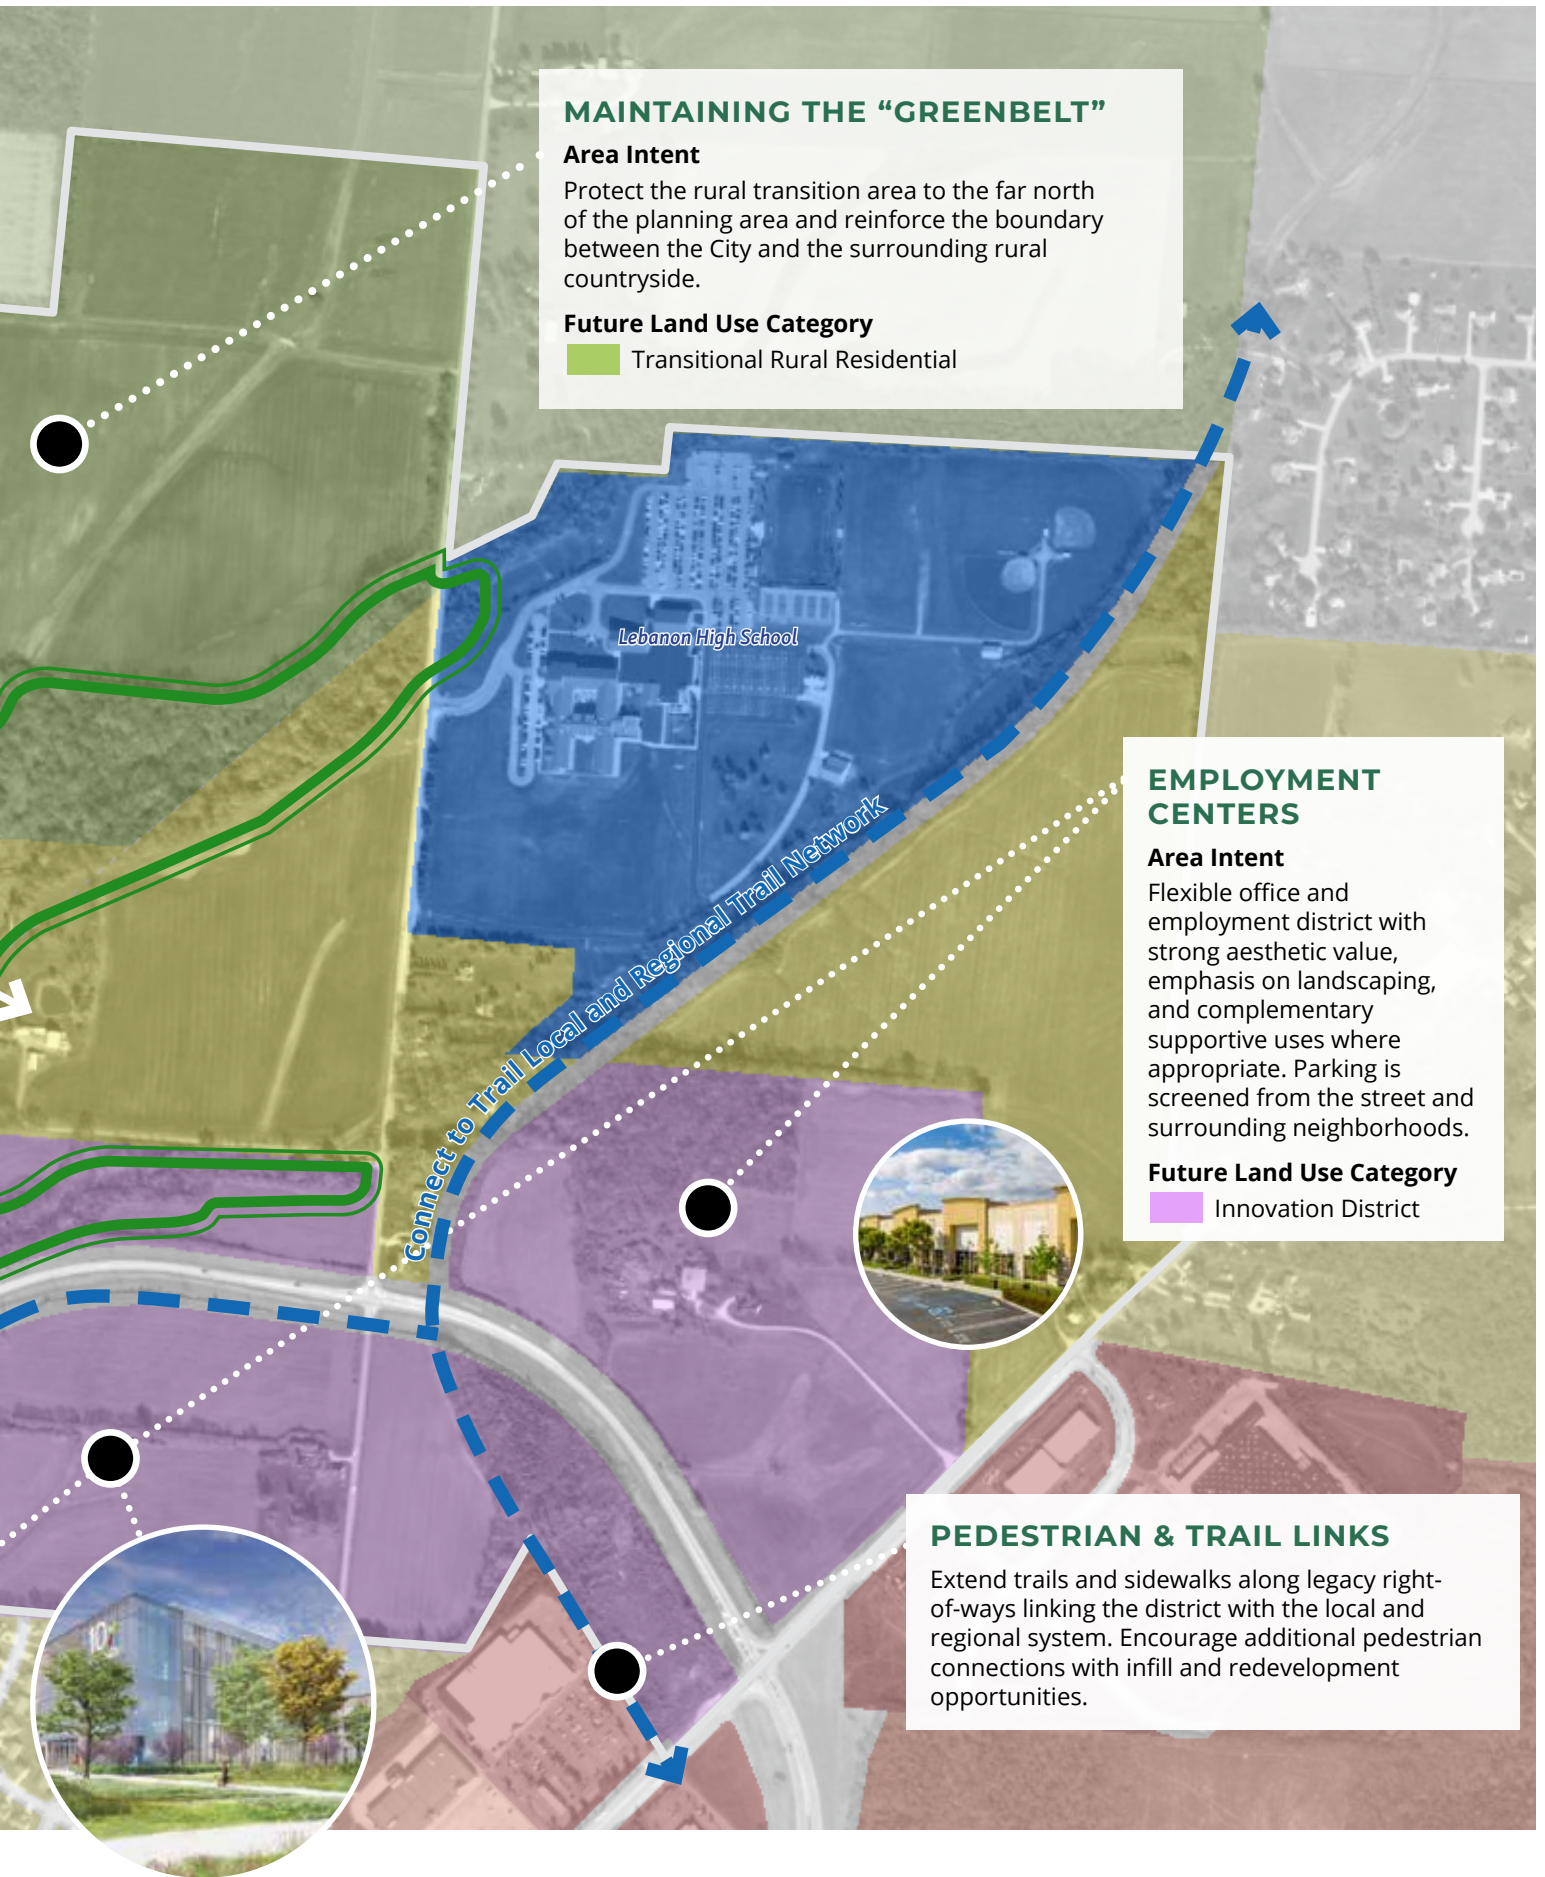 MAINTAINING THE “GREENBELT”
Area Intent
Protect the rural transition area to the far north
of the planning area and reinforce the boundary
between the City and the surrounding rural
countryside.
Future Land Use Category
Transitional Rural Residential
Lebanon High School
Connect to Trail Local and Regional Trail Network
EMPLOYMENT
CENTERS
Area Intent
Flexible office and
employment district with
strong aesthetic value,
emphasis on landscaping,
and complementary
supportive uses where
appropriate. Parking is
screened from the street and
surrounding neighborhoods.
Future Land Use Category
Innovation District
PEDESTRIAN & TRAIL LINKS
Extend trails and sidewalks along legacy right-
of-ways linking the district with the local and
regional system. Encourage additional pedestrian
connections with infill and redevelopment
opportunities.